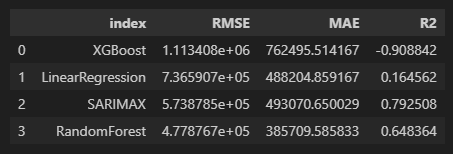 index RMSE MAE R2
0 XGBoost 1.113408e+06 762495.514167 -0.908842
1 LinearRegression 7.365907e+05 488204.859167 0.164562
2 SARIMAX 5.738785e+05 493070.650029 0.792508
3 RandomForest 4.778767e+05 385709.585833 0.648364